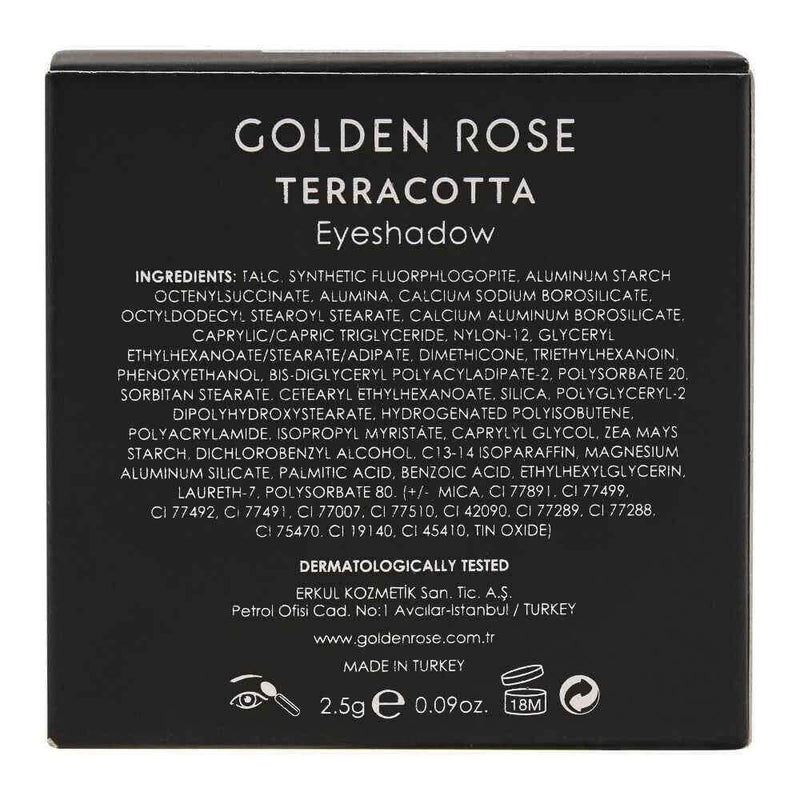 GOLDEN ROSE
TERRACOTTA
Eyeshadow
INGREDIENTS: TALC, SYNTHETIC FLUORPHLOGOPITE, ALUMINUM STARCH
OCTENYLSUCCINATE, ALUMINA, CALCIUM SODIUM BOROSILICATE,
OCTYLDODECYL STEAROYL STEARATE, CALCIUM ALUMINUM BOROSILICATE,
CAPRYLIC/CAPRIC TRIGLYCERIDE, NYLON-12, GLYCERYL
ETHYLHEXANOATE/STEARATE/ADIPATE, DIMETHICONE, TRIETHYLHEXANOIN,
PHENOXYETHANOL, BIS-DIGLYCERYL POLYACYLADIPATE-2, POLYSORBATE 20,
SORBITAN STEARATE, CETEARYL ETHYLHEXANOATE, SILICA, POLYGLYCERYL-2
DIPOLYHYDROXYSTEARATE, HYDROGENATED POLYISOBUTENE,
POLYACRYLAMIDE, ISOPROPYL MYRISTATE, CAPRYLYL GLYCOL, ZEA MAYS
STARCH, DICHLOROBENZYL ALCOHOL, C13-14 ISOPARAFFIN, MAGNESIUM
ALUMINUM SILICATE, PALMITIC ACID, BENZOIC ACID, ETHYLHEXYLGLYCERIN,
LAURETH-7, POLYSORBATE 80. (+/- MICA, CI 77891, CI 77499,
CI 77492, CI 77491, CI 77007, CI 77510, CI 42090, CI 77289, CI 77288,
CI 75470, CI 19140, CI 45410, TIN OXIDE)
DERMATOLOGICALLY TESTED
ERKUL KOZMETİK San. Tic. A.Ş.
Petrol Ofisi Cad. No:1 Avcılar-İstanbul / TURKEY
www.goldenrose.com.tr
MADE IN TURKEY
2.5g e 0.09oz. 18M